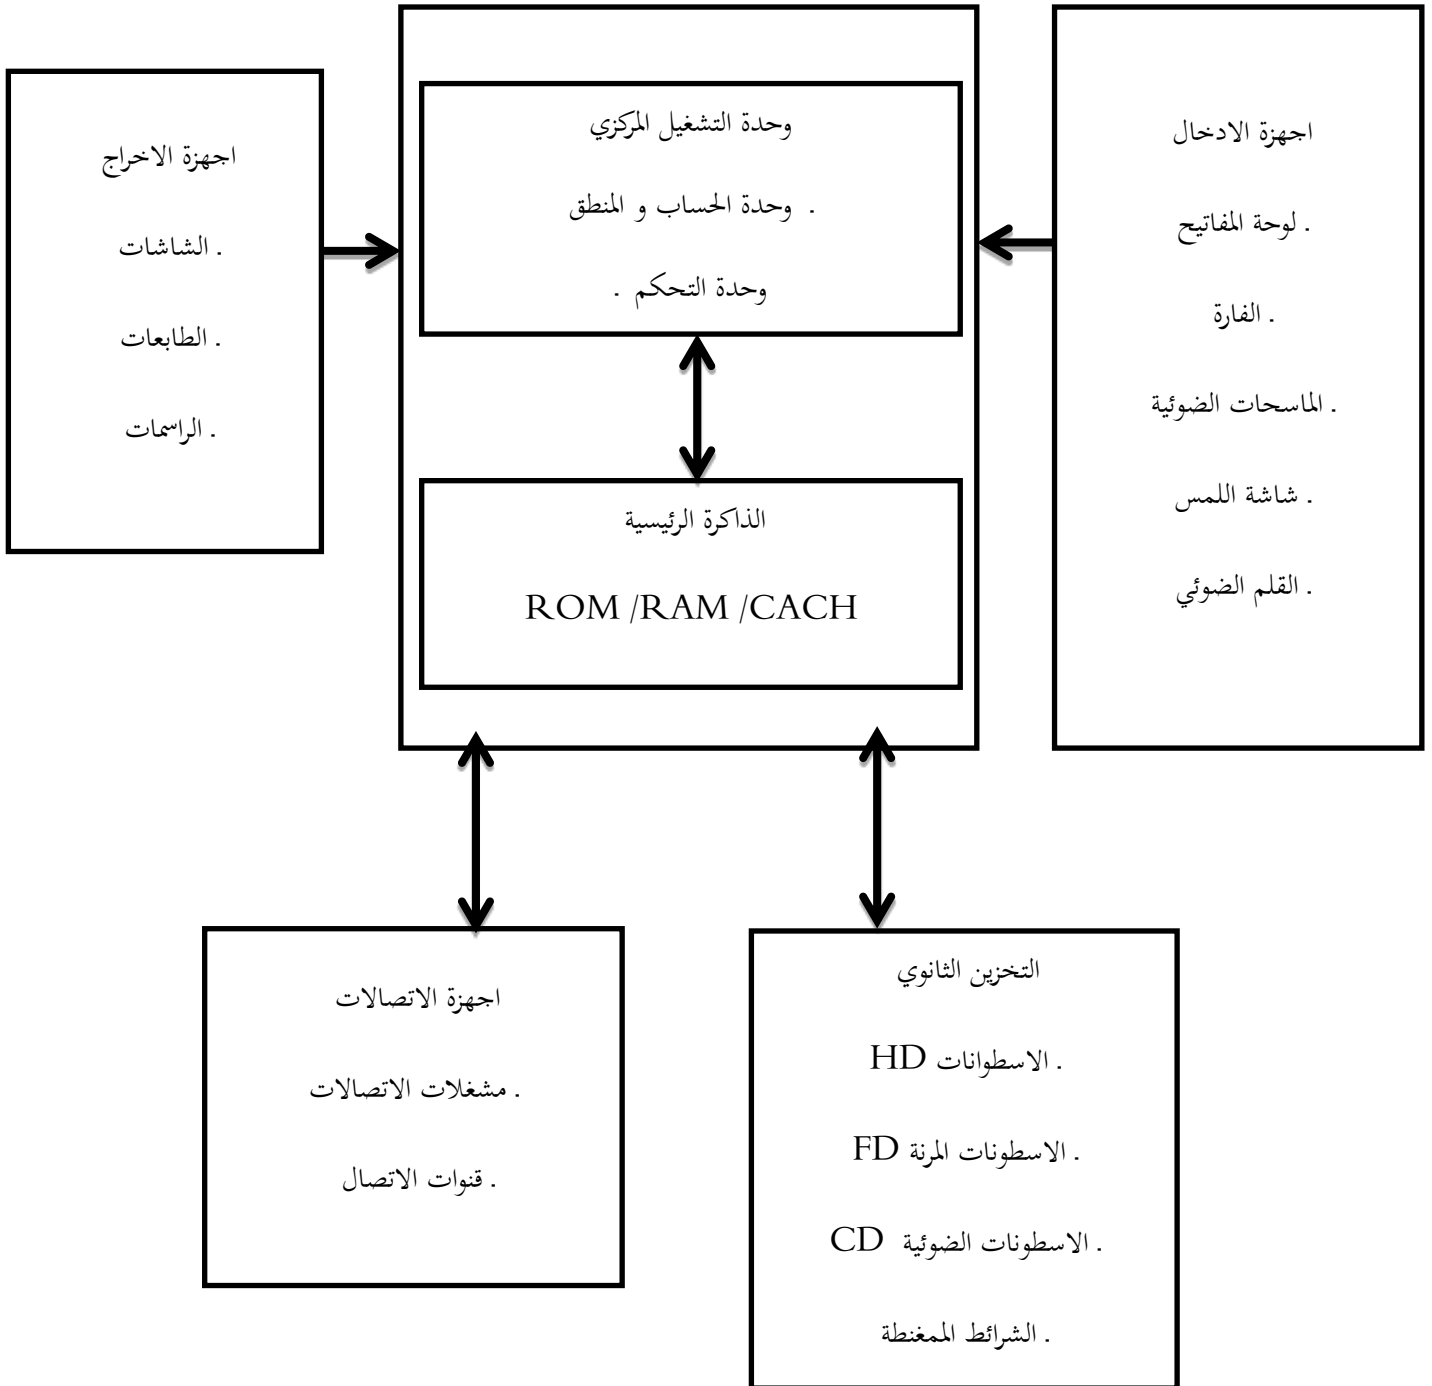 اجهزة الادخال
. لوحة المفاتيح
. الفارة
. الماسحات الضوئية
. شاشة اللمس
. القلم الضوئي
وحدة التشغيل المركزي
. وحدة الحساب و المنطق
وحدة التحكم .
الذاكرة الرئيسية
ROM /RAM /CACH
اجهزة الاخراج
. الشاشات
. الطابعات
. الراسمات
التخزين الثانوي
. الاسطوانات HD
. الاسطونات المرنة FD
. الاسطونات الضوئية CD
. الشرائط الممغنطة
اجهزة الاتصالات
. مشغلات الاتصالات
. قنوات الاتصال